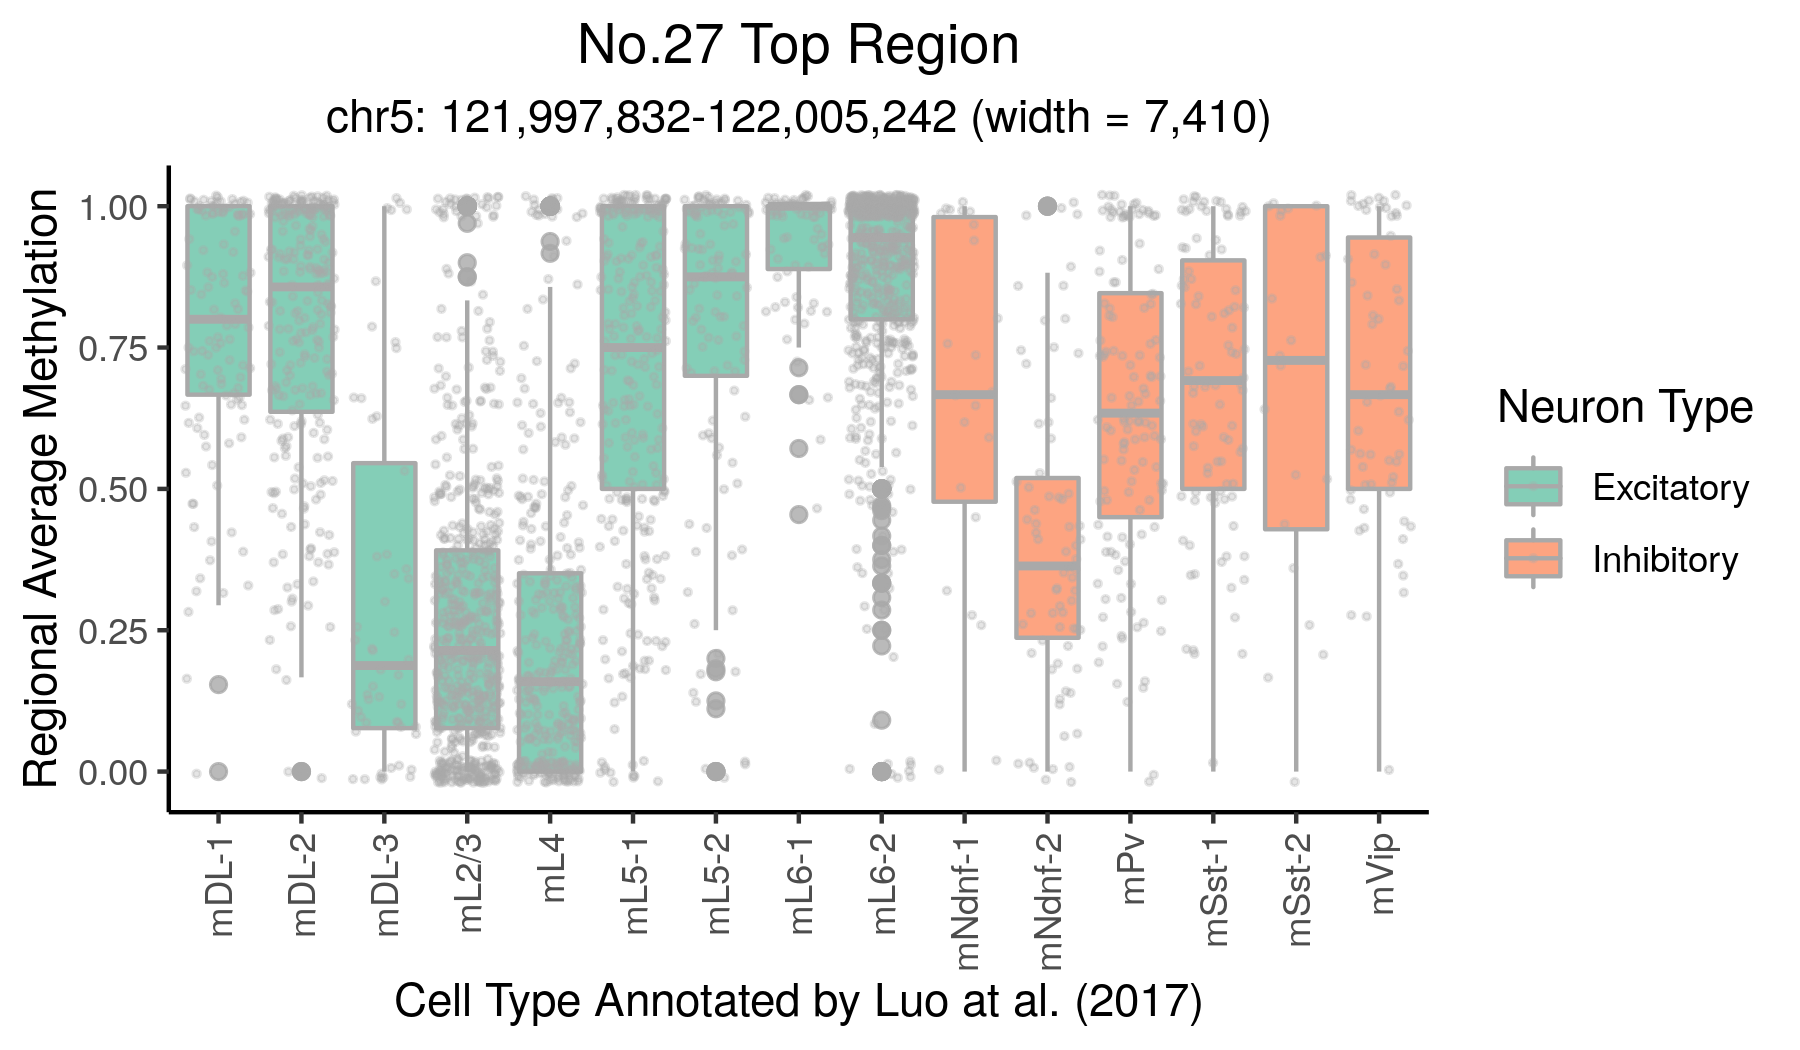 No.27 Top Region
chr5: 121,997,832-122,005,242 (width = 7,410)
Regional Average Methylation
1.00
0.75
0.50
0.25
0.00
mDL-1
mDL-2
mDL-3
mL2/3
mL4
mL5-1
mL5-2
mL6-1
mL6-2
mNdnf-1
mNdnf-2
mPv
mSst-1
mSst-2
mVip
Cell Type Annotated by Luo at al. (2017)
Neuron Type
Excitatory
Inhibitory